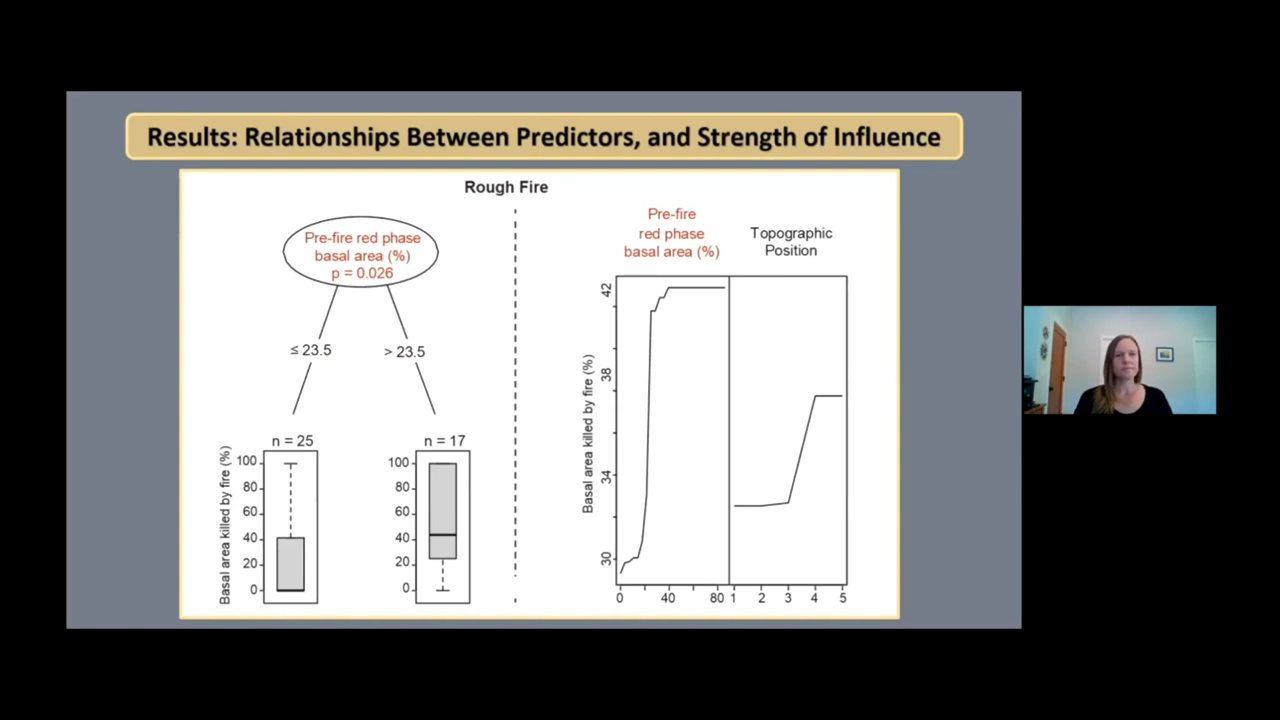 Results: Relationships Between Predictors, and Strength of Influence
Rough Fire
Pre-fire red phase
basal area (%)
p = 0.026
≤ 23.5
> 23.5
n = 25
n = 17
Basal area killed by fire (%)
100
80
60
40
20
0
100
80
60
40
20
0
Pre-fire
red phase
basal area (%)
Topographic
Position
Basal area killed by fire (%)
42
38
34
30
0 40 80 1 2 3 4 5